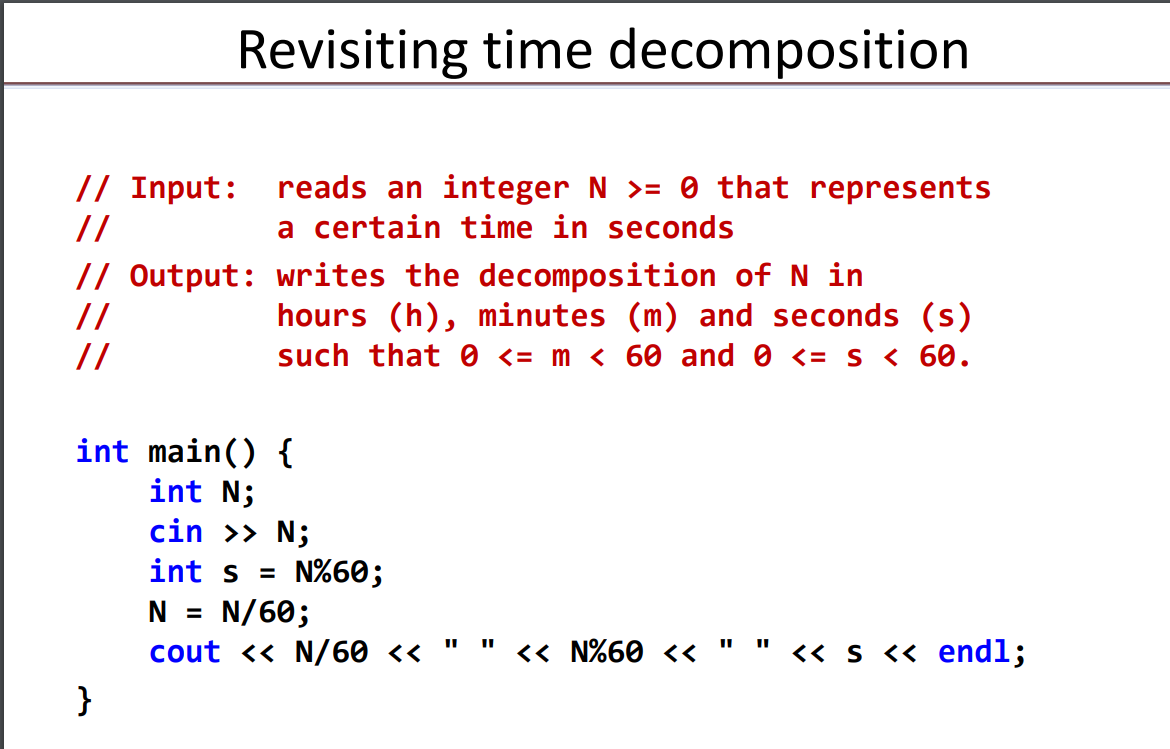 Revisiting time decomposition
// Input:  reads an integer N >= 0 that represents
//         a certain time in seconds
// Output: writes the decomposition of N in
//         hours (h), minutes (m) and seconds (s)
//         such that 0 <= m < 60 and 0 <= s < 60.
int main() {
    int N;
    cin >> N;
    int s = N%60;
    N = N/60;
    cout << N/60 << " " << N%60 << " " << s << endl;
}